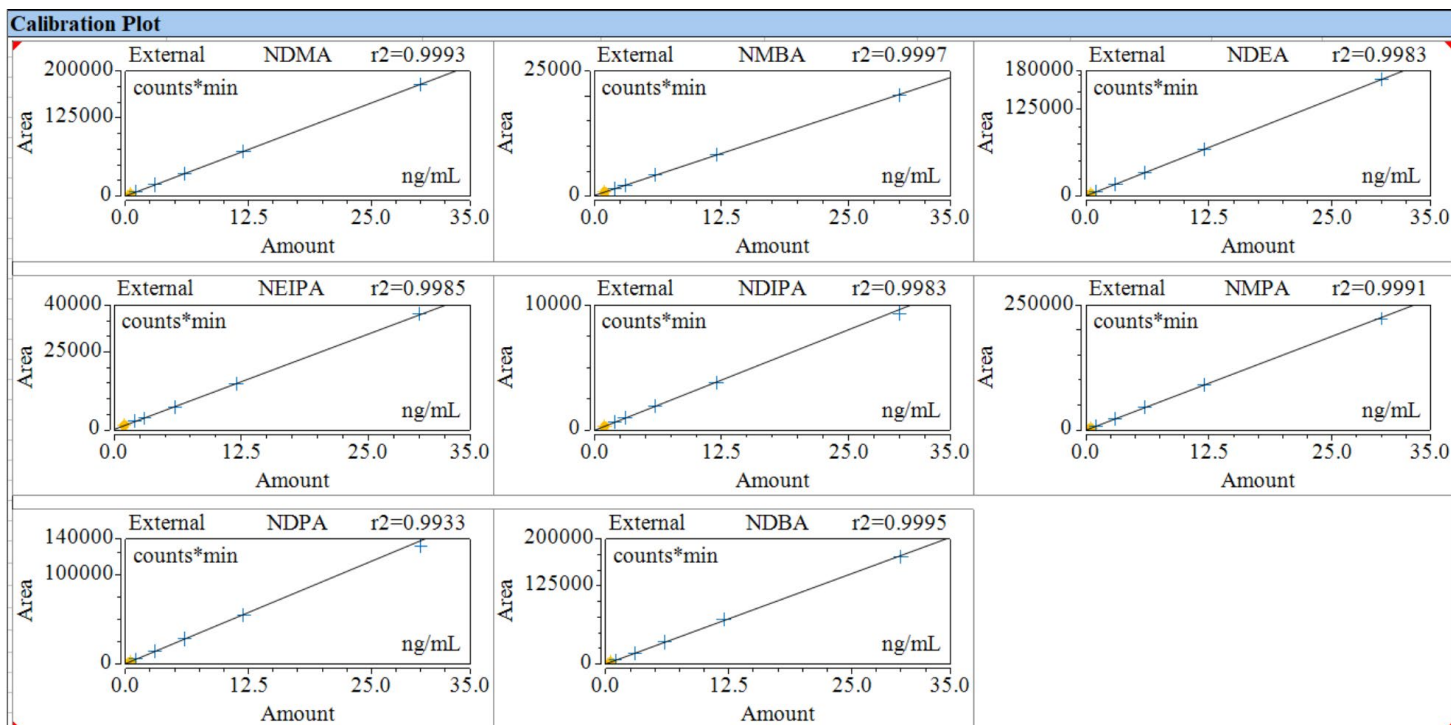 Calibration Plot
External NDMA r2=0.9993
200000
counts*min
125000
Area
ng/mL
0
0.0 12.5 25.0 35.0
Amount
External NMBA r2=0.9997
25000
counts*min
Area
ng/mL
0
0.0 12.5 25.0 35.0
Amount
External NDEA r2=0.9983
180000
counts*min
125000
Area
ng/mL
0
0.0 12.5 25.0 35.0
Amount
External NEIPA r2=0.9985
40000
counts*min
25000
Area
ng/mL
0
0.0 12.5 25.0 35.0
Amount
External NDIPA r2=0.9983
10000
counts*min
Area
ng/mL
0
0.0 12.5 25.0 35.0
Amount
External NMPA r2=0.9991
250000
counts*min
Area
ng/mL
0
0.0 12.5 25.0 35.0
Amount
External NDPA r2=0.9933
140000
counts*min
100000
Area
ng/mL
0
0.0 12.5 25.0 35.0
Amount
External NDBA r2=0.9995
200000
counts*min
125000
Area
ng/mL
0
0.0 12.5 25.0 35.0
Amount